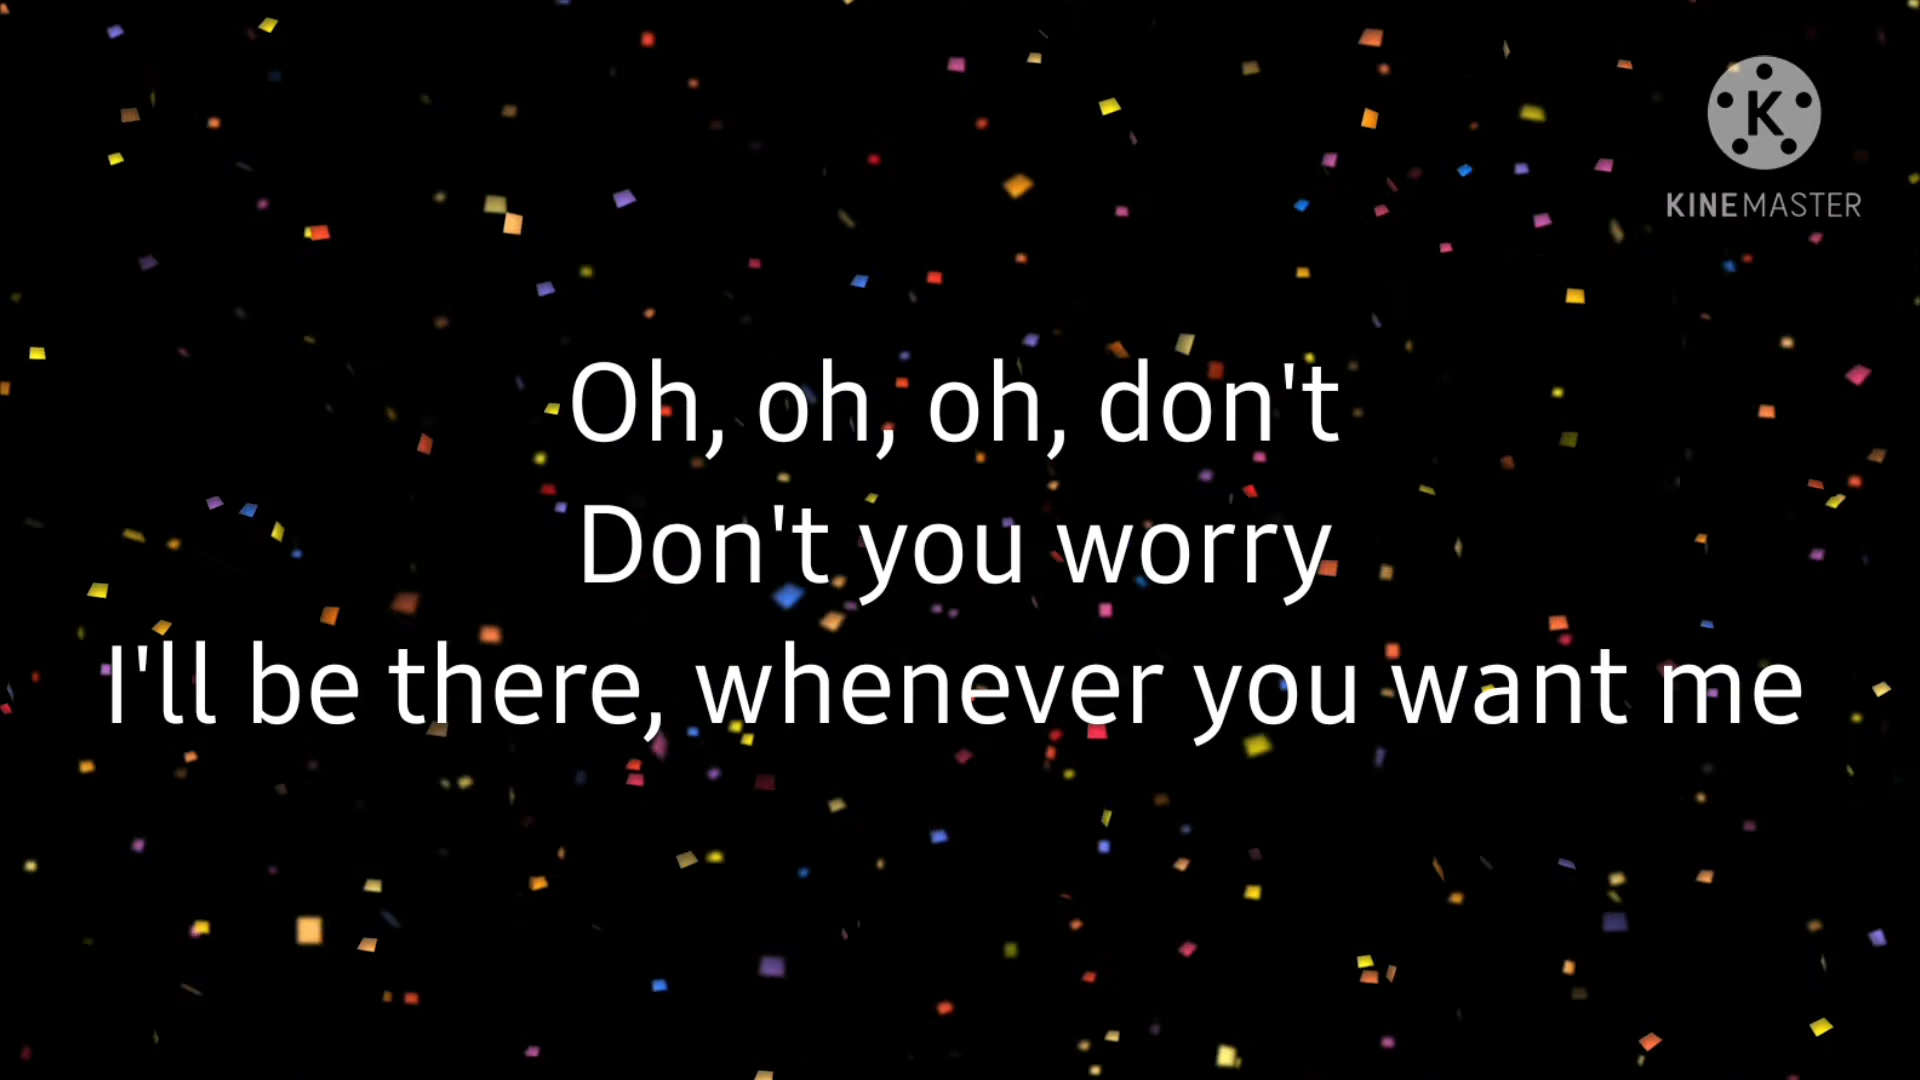 K
KINEMASTER
Oh, oh, oh, don't
Don't you worry
I'll be there, whenever you want me